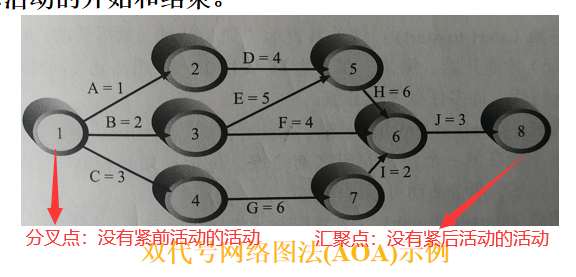 活动的开始和结束。
A = 1
B = 2
C = 3
D = 4
E = 5
F = 4
G = 6
H = 6
I = 2
J = 3
1
2
3
4
5
6
7
8
分叉点：没有紧前活动的活动
汇聚点：没有紧后活动的活动
双代号网络图法(AOA)示例